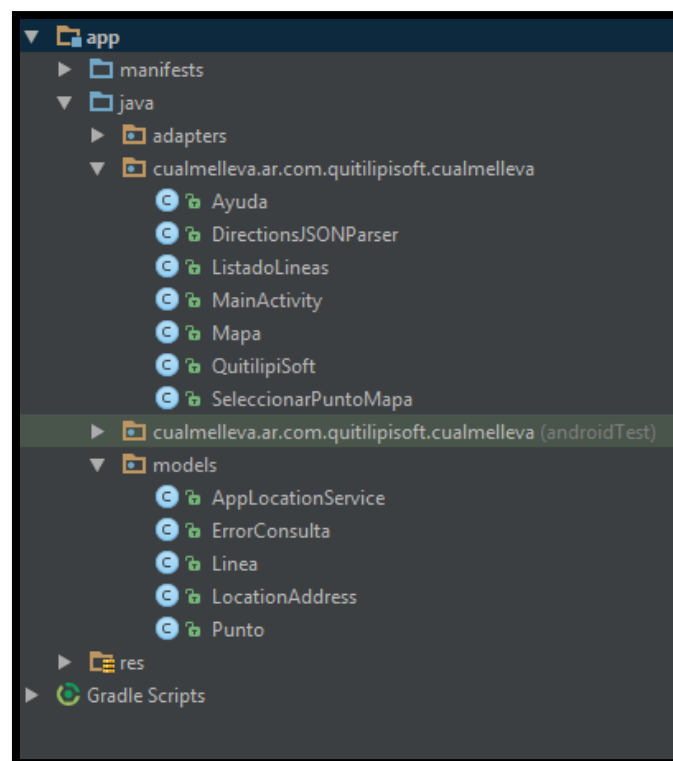 app
manifests
java
adapters
cualmelleva.ar.com.quitilipisoft.cualmelleva
C Ayuda
C DirectionsJSONParser
C ListadoLineas
C MainActivity
C Mapa
C QuitilipiSoft
C SeleccionarPuntoMapa
cualmelleva.ar.com.quitilipisoft.cualmelleva (androidTest)
models
C AppLocationService
C ErrorConsulta
C Linea
C LocationAddress
C Punto
res
Gradle Scripts